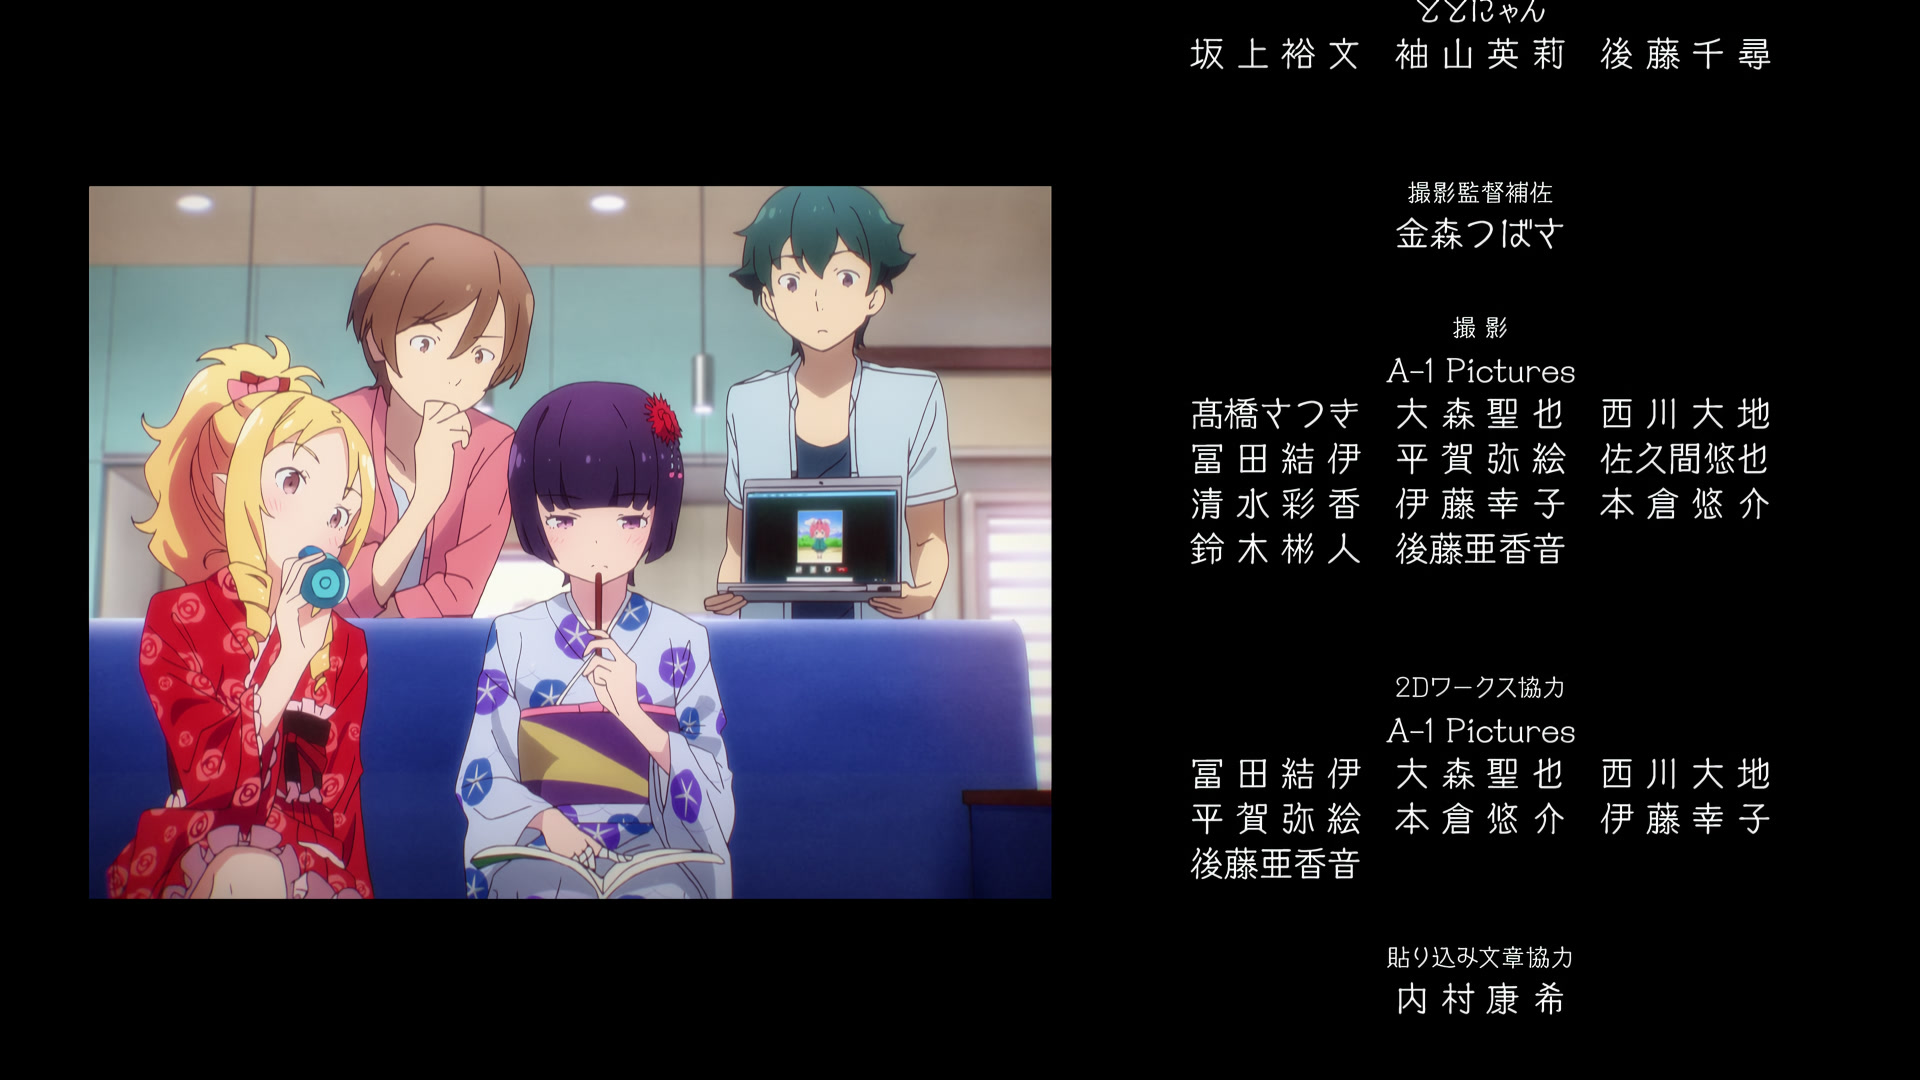 ととにゃん
坂上裕文 袖山英莉 後藤千尋
撮影監督補佐
金森つばさ
撮影
A-1 Pictures
髙橋さつき 大森聖也 西川大地
冨田結伊 平賀弥絵 佐久間悠也
清水彩香 伊藤幸子 本倉悠介
鈴木彬人 後藤亜香音
2Dワークス協力
A-1 Pictures
冨田結伊 大森聖也 西川大地
平賀弥絵 本倉悠介 伊藤幸子
後藤亜香音
貼り込み文章協力
内村康希